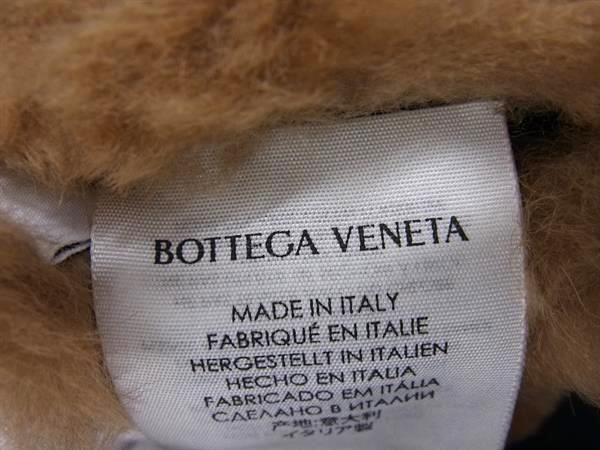 BOTTEGA VENETA
MADE IN ITALY
FABRIQUÉ EN ITALIE
HERGESTELLT IN ITALIEN
HECHO EN ITALIA
FABRICADO EM ITÁLIA
СДЕЛАНО В ИТАЛИИ
产地:意大利
イタリア製